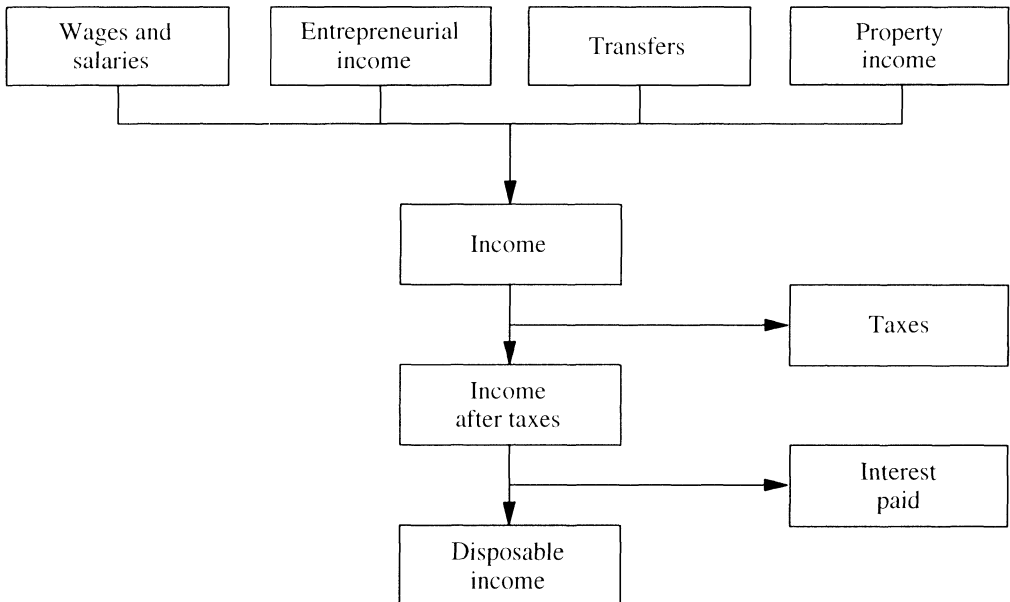 Wages and
salaries
Entrepreneurial
income
Transfers
Property
income
Income
Taxes
Income
after taxes
Interest
paid
Disposable
income